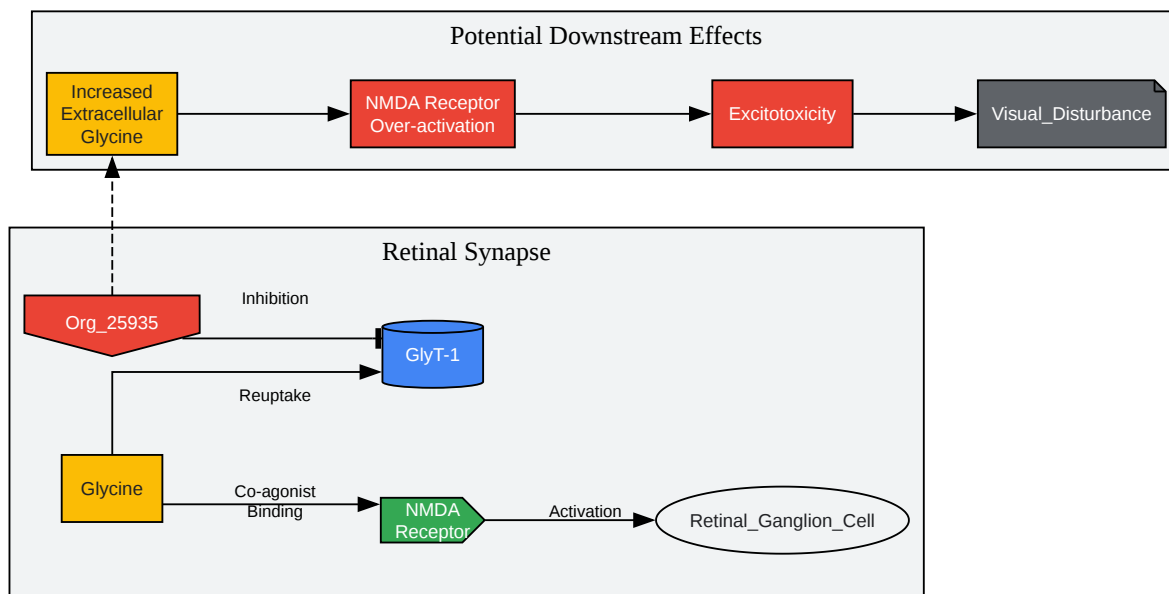 Potential Downstream Effects
Increased
Extracellular
Glycine
NMDA Receptor
Over-activation
Excitotoxicity
Visual_Disturbance
Retinal Synapse
Org_25935
Inhibition
GlyT-1
Reuptake
Glycine
Co-agonist
Binding
NMDA
Receptor
Activation
Retinal_Ganglion_Cell